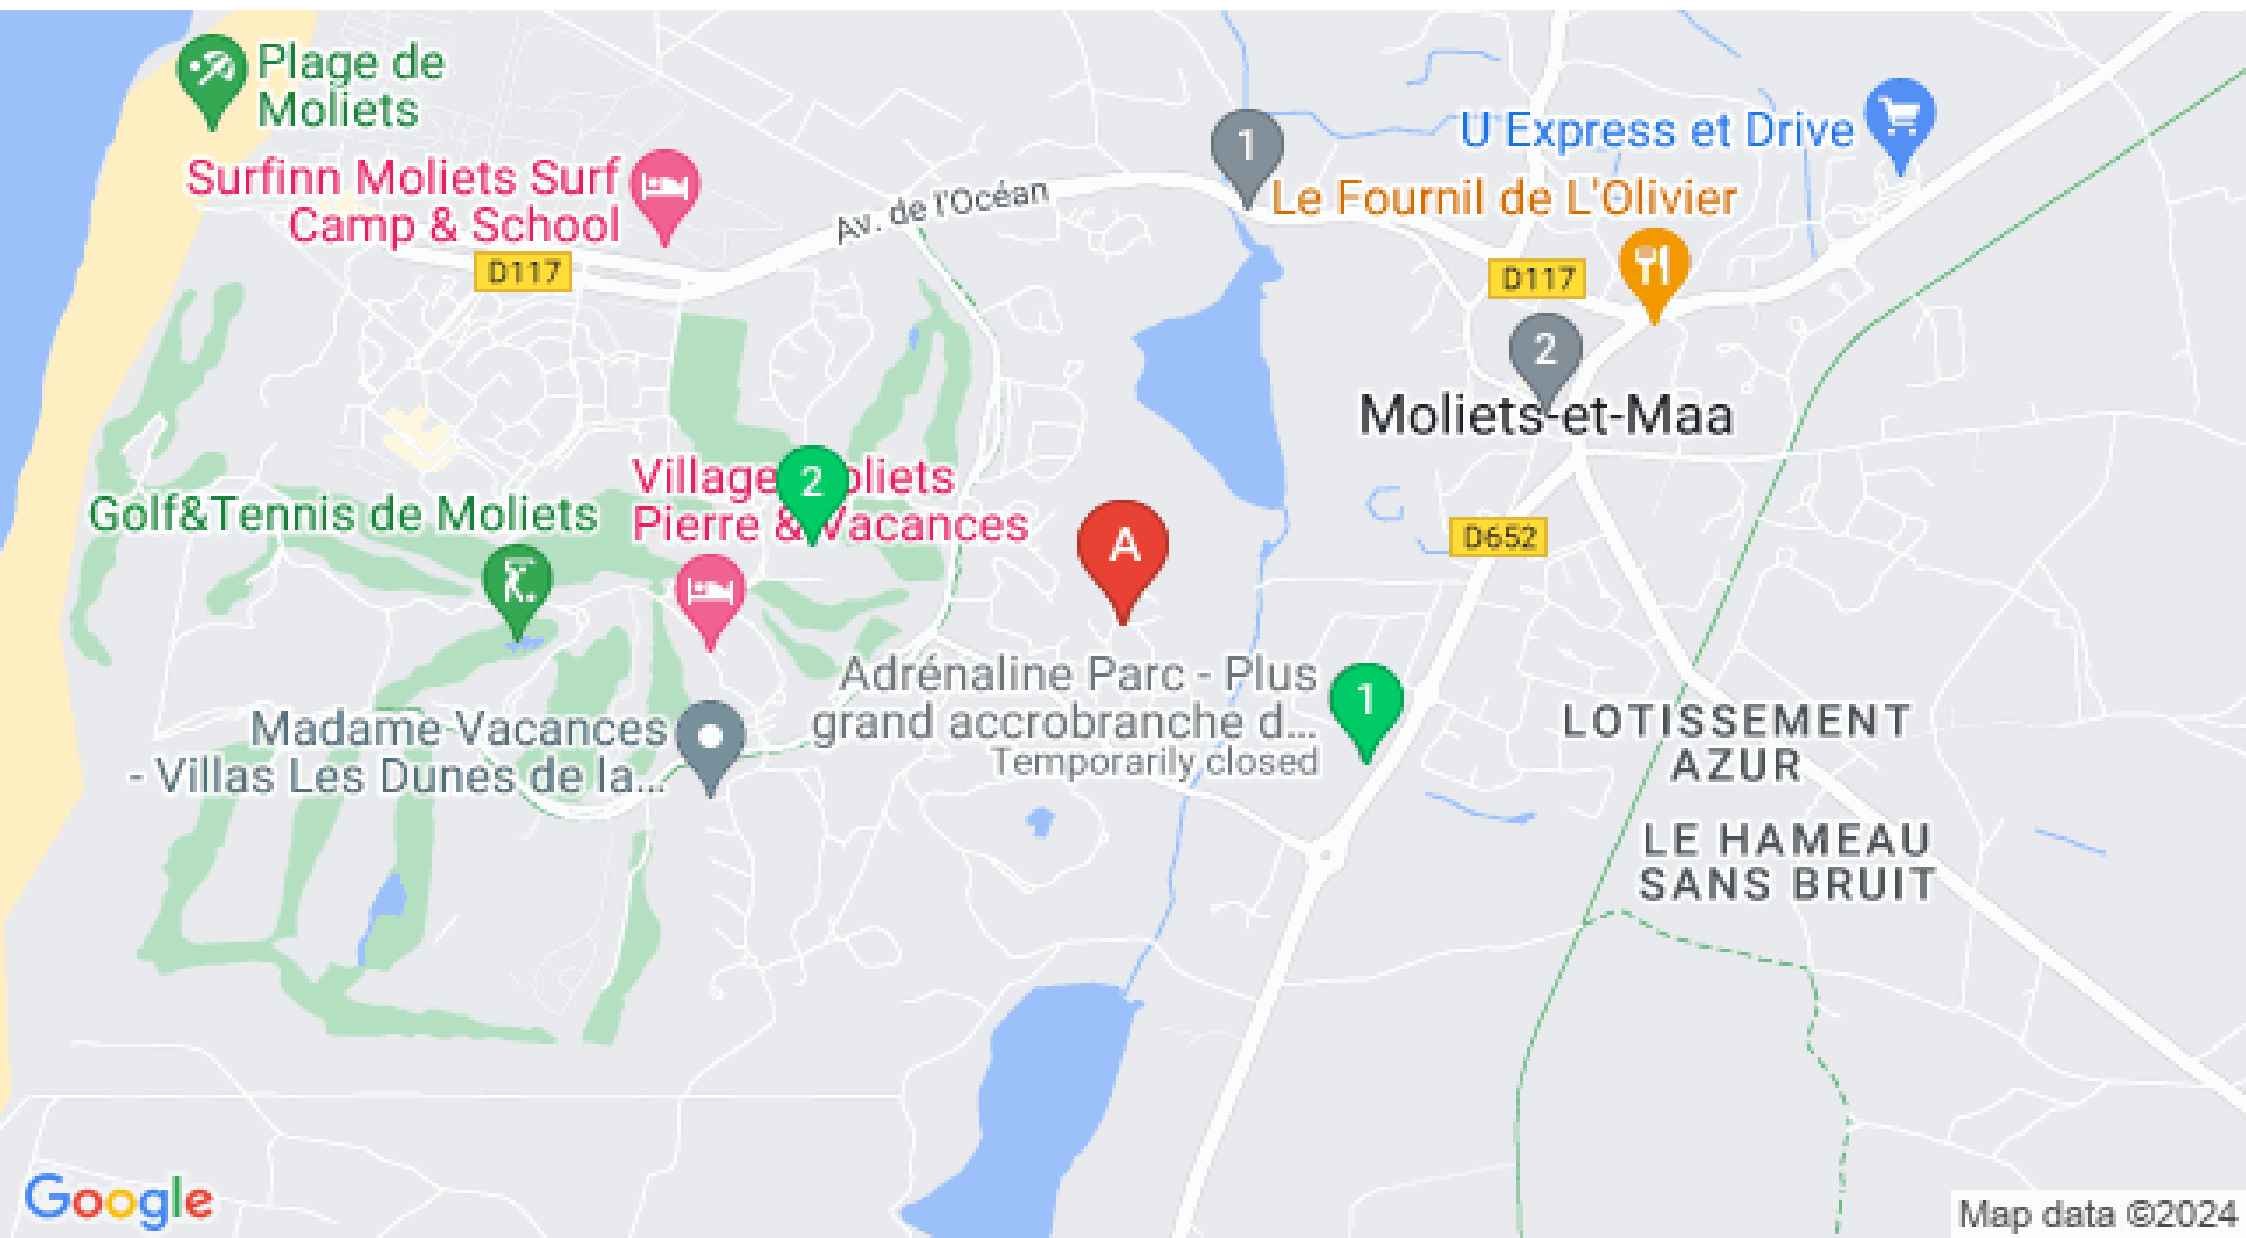 Plage de
Moliets
Surfinn Moliets Surf
Camp & School
D117
Av. de l'Océan
1
U Express et Drive
Le Fournil de L'Olivier
D117
2
Moliets-et-Maa
Village Moliets
Pierre & Vacances
2
Golf&Tennis de Moliets
A
D652
Adrénaline Parc - Plus
grand accrobranche d...
Temporarily closed
1
Madame Vacances
- Villas Les Dunes de la...
LOTISSEMENT
AZUR
LE HAMEAU
SANS BRUIT
Google
Map data ©2024